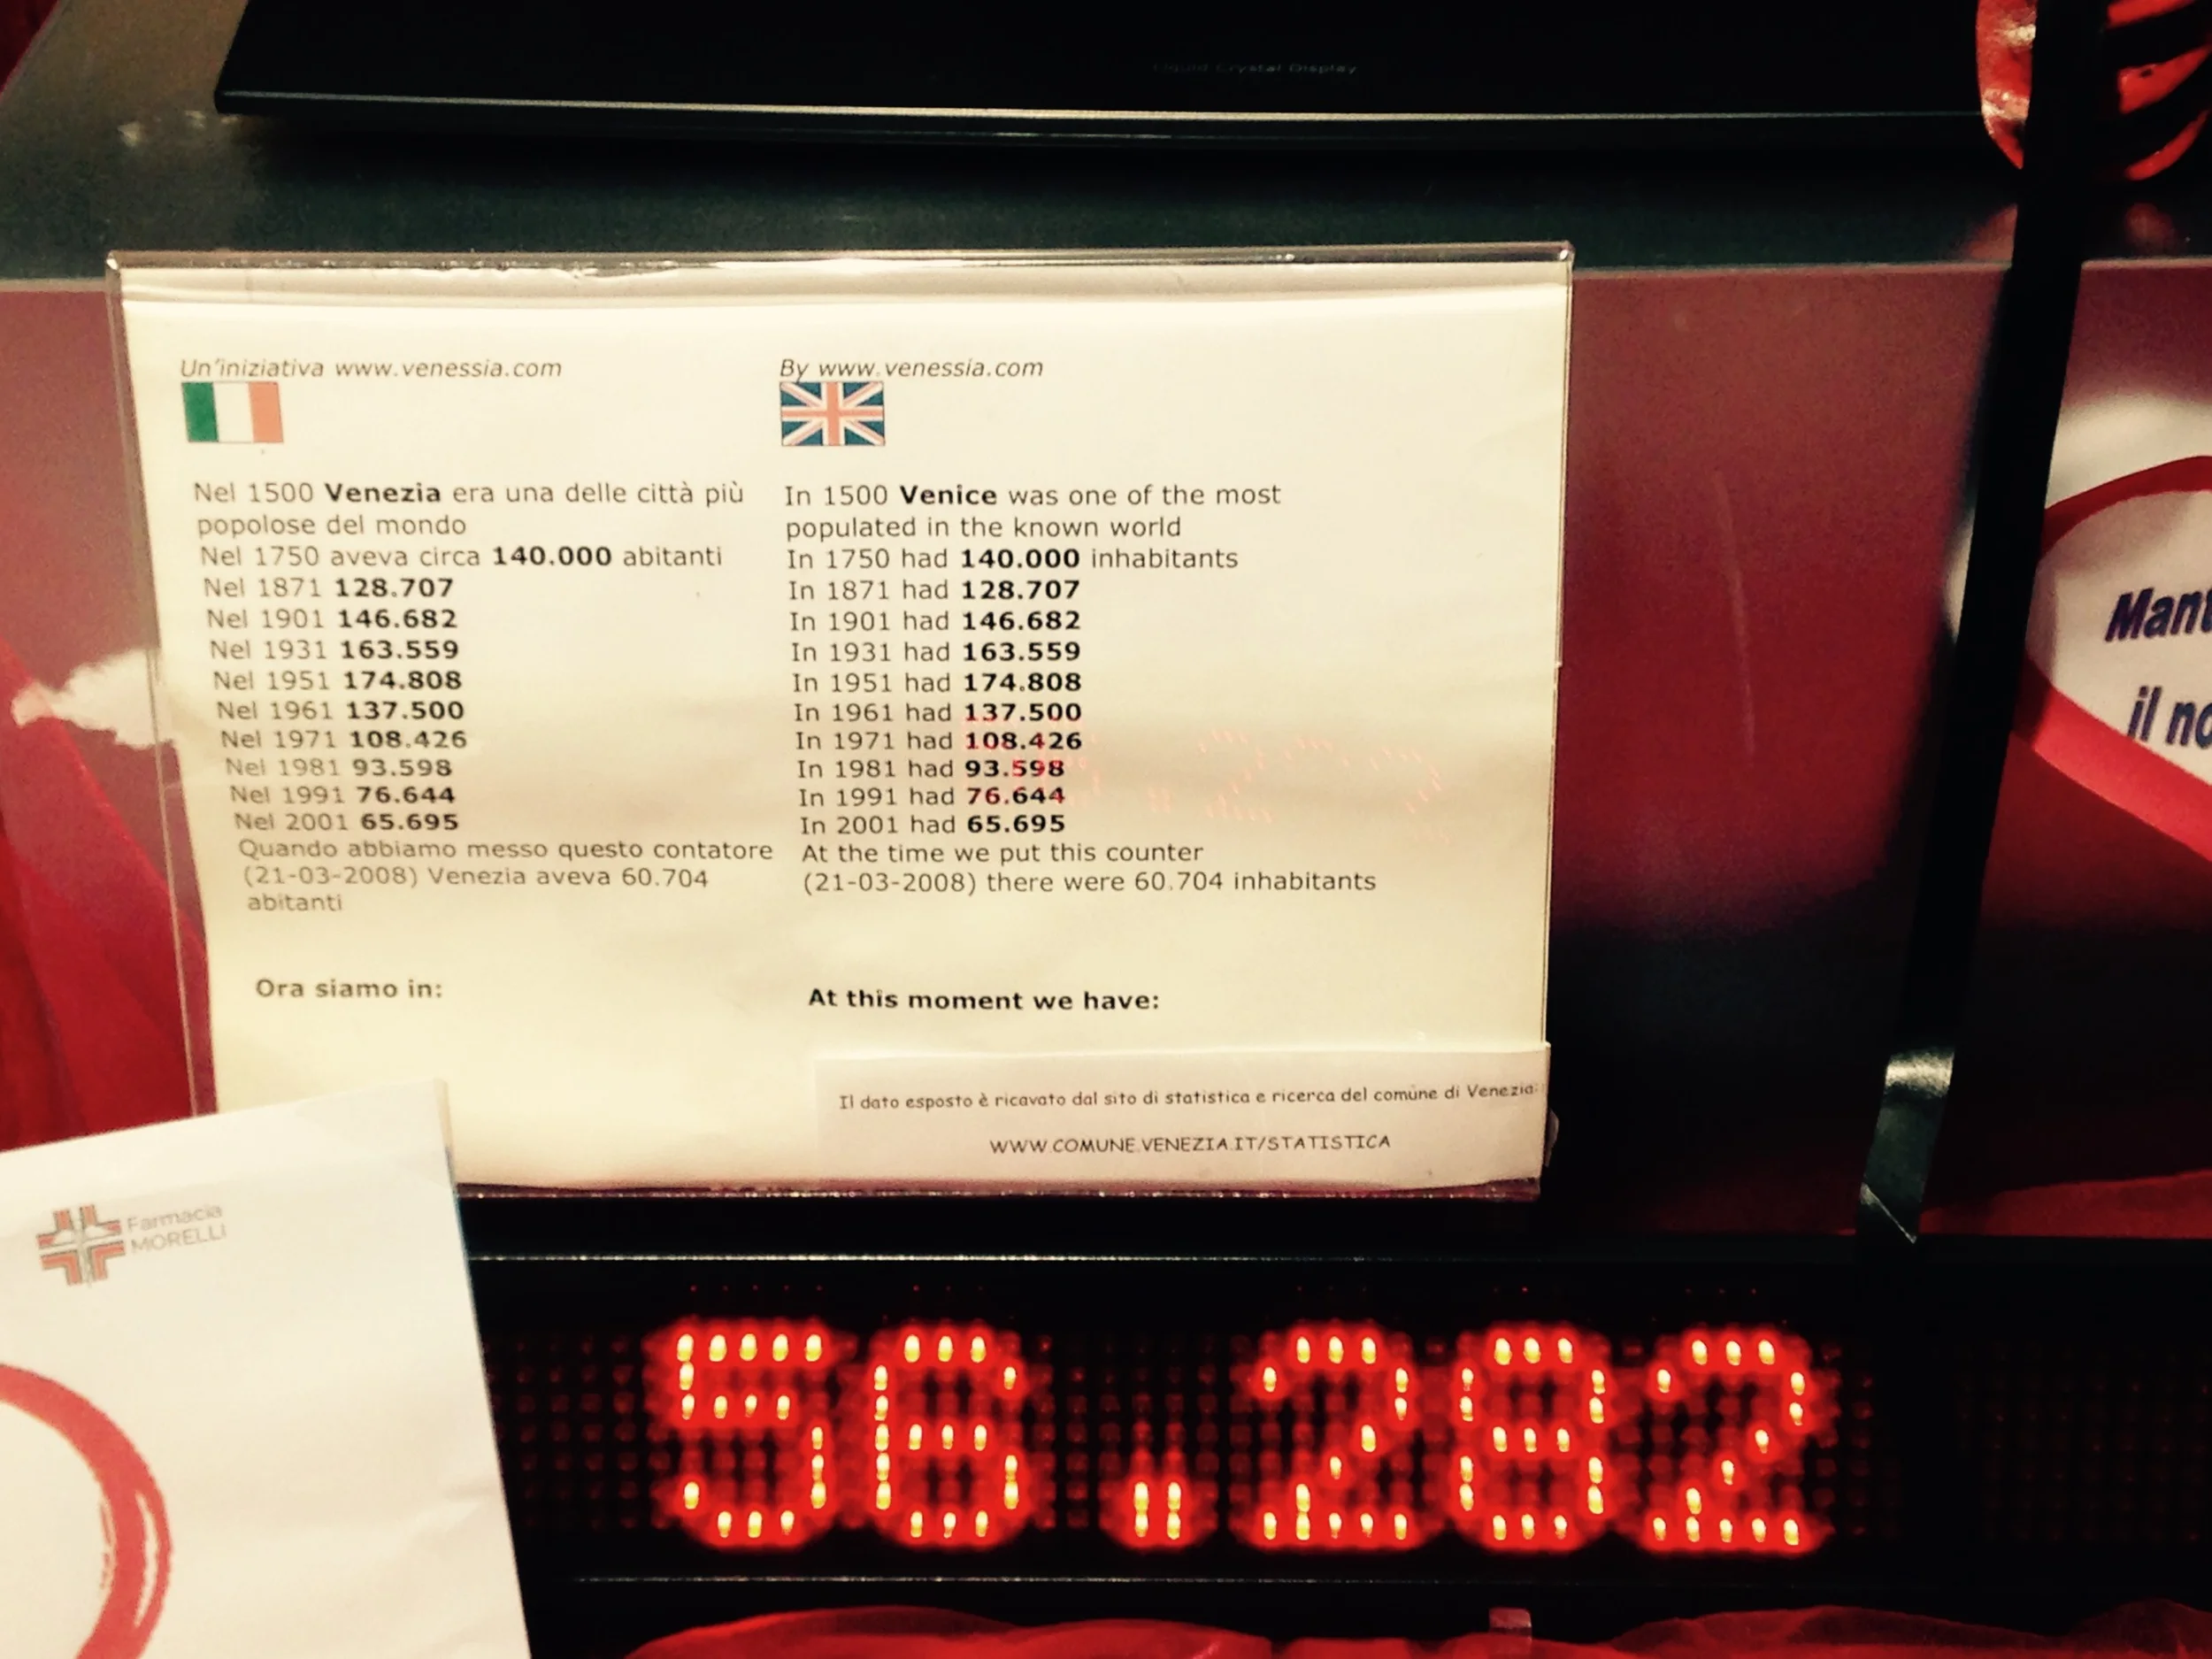 Liquid Crystal Display
Un'iniziativa www.venessia.com
Nel 1500 Venezia era una delle città più
popolose del mondo
Nel 1750 aveva circa 140.000 abitanti
Nel 1871 128.707
Nel 1901 146.682
Nel 1931 163.559
Nel 1951 174.808
Nel 1961 137.500
Nel 1971 108.426
Nel 1981 93.598
Nel 1991 76.644
Nel 2001 65.695
Quando abbiamo messo questo contatore
(21-03-2008) Venezia aveva 60.704
abitanti
Ora siamo in:
By www.venessia.com
In 1500 Venice was one of the most
populated in the known world
In 1750 had 140.000 inhabitants
In 1871 had 128.707
In 1901 had 146.682
In 1931 had 163.559
In 1951 had 174.808
In 1961 had 137.500
In 1971 had 108.426
In 1981 had 93.598
In 1991 had 76.644
In 2001 had 65.695
At the time we put this counter
(21-03-2008) there were 60.704 inhabitants
At this moment we have:
Il dato esposto è ricavato dal sito di statistica e ricerca del comune di Venezia:
WWW.COMUNE.VENEZIA.IT/STATISTICA
Farmacia
MORELLI
56.282
Mant
il no